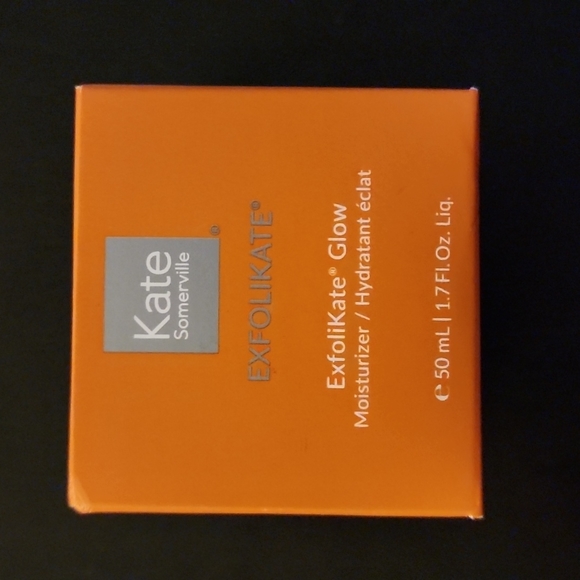 Kate
Somerville®
EXFOLIKATE®
ExfoliKate® Glow
Moisturizer / Hydratant éclat
℮ 50 mL | 1.7 Fl. Oz. Liq.